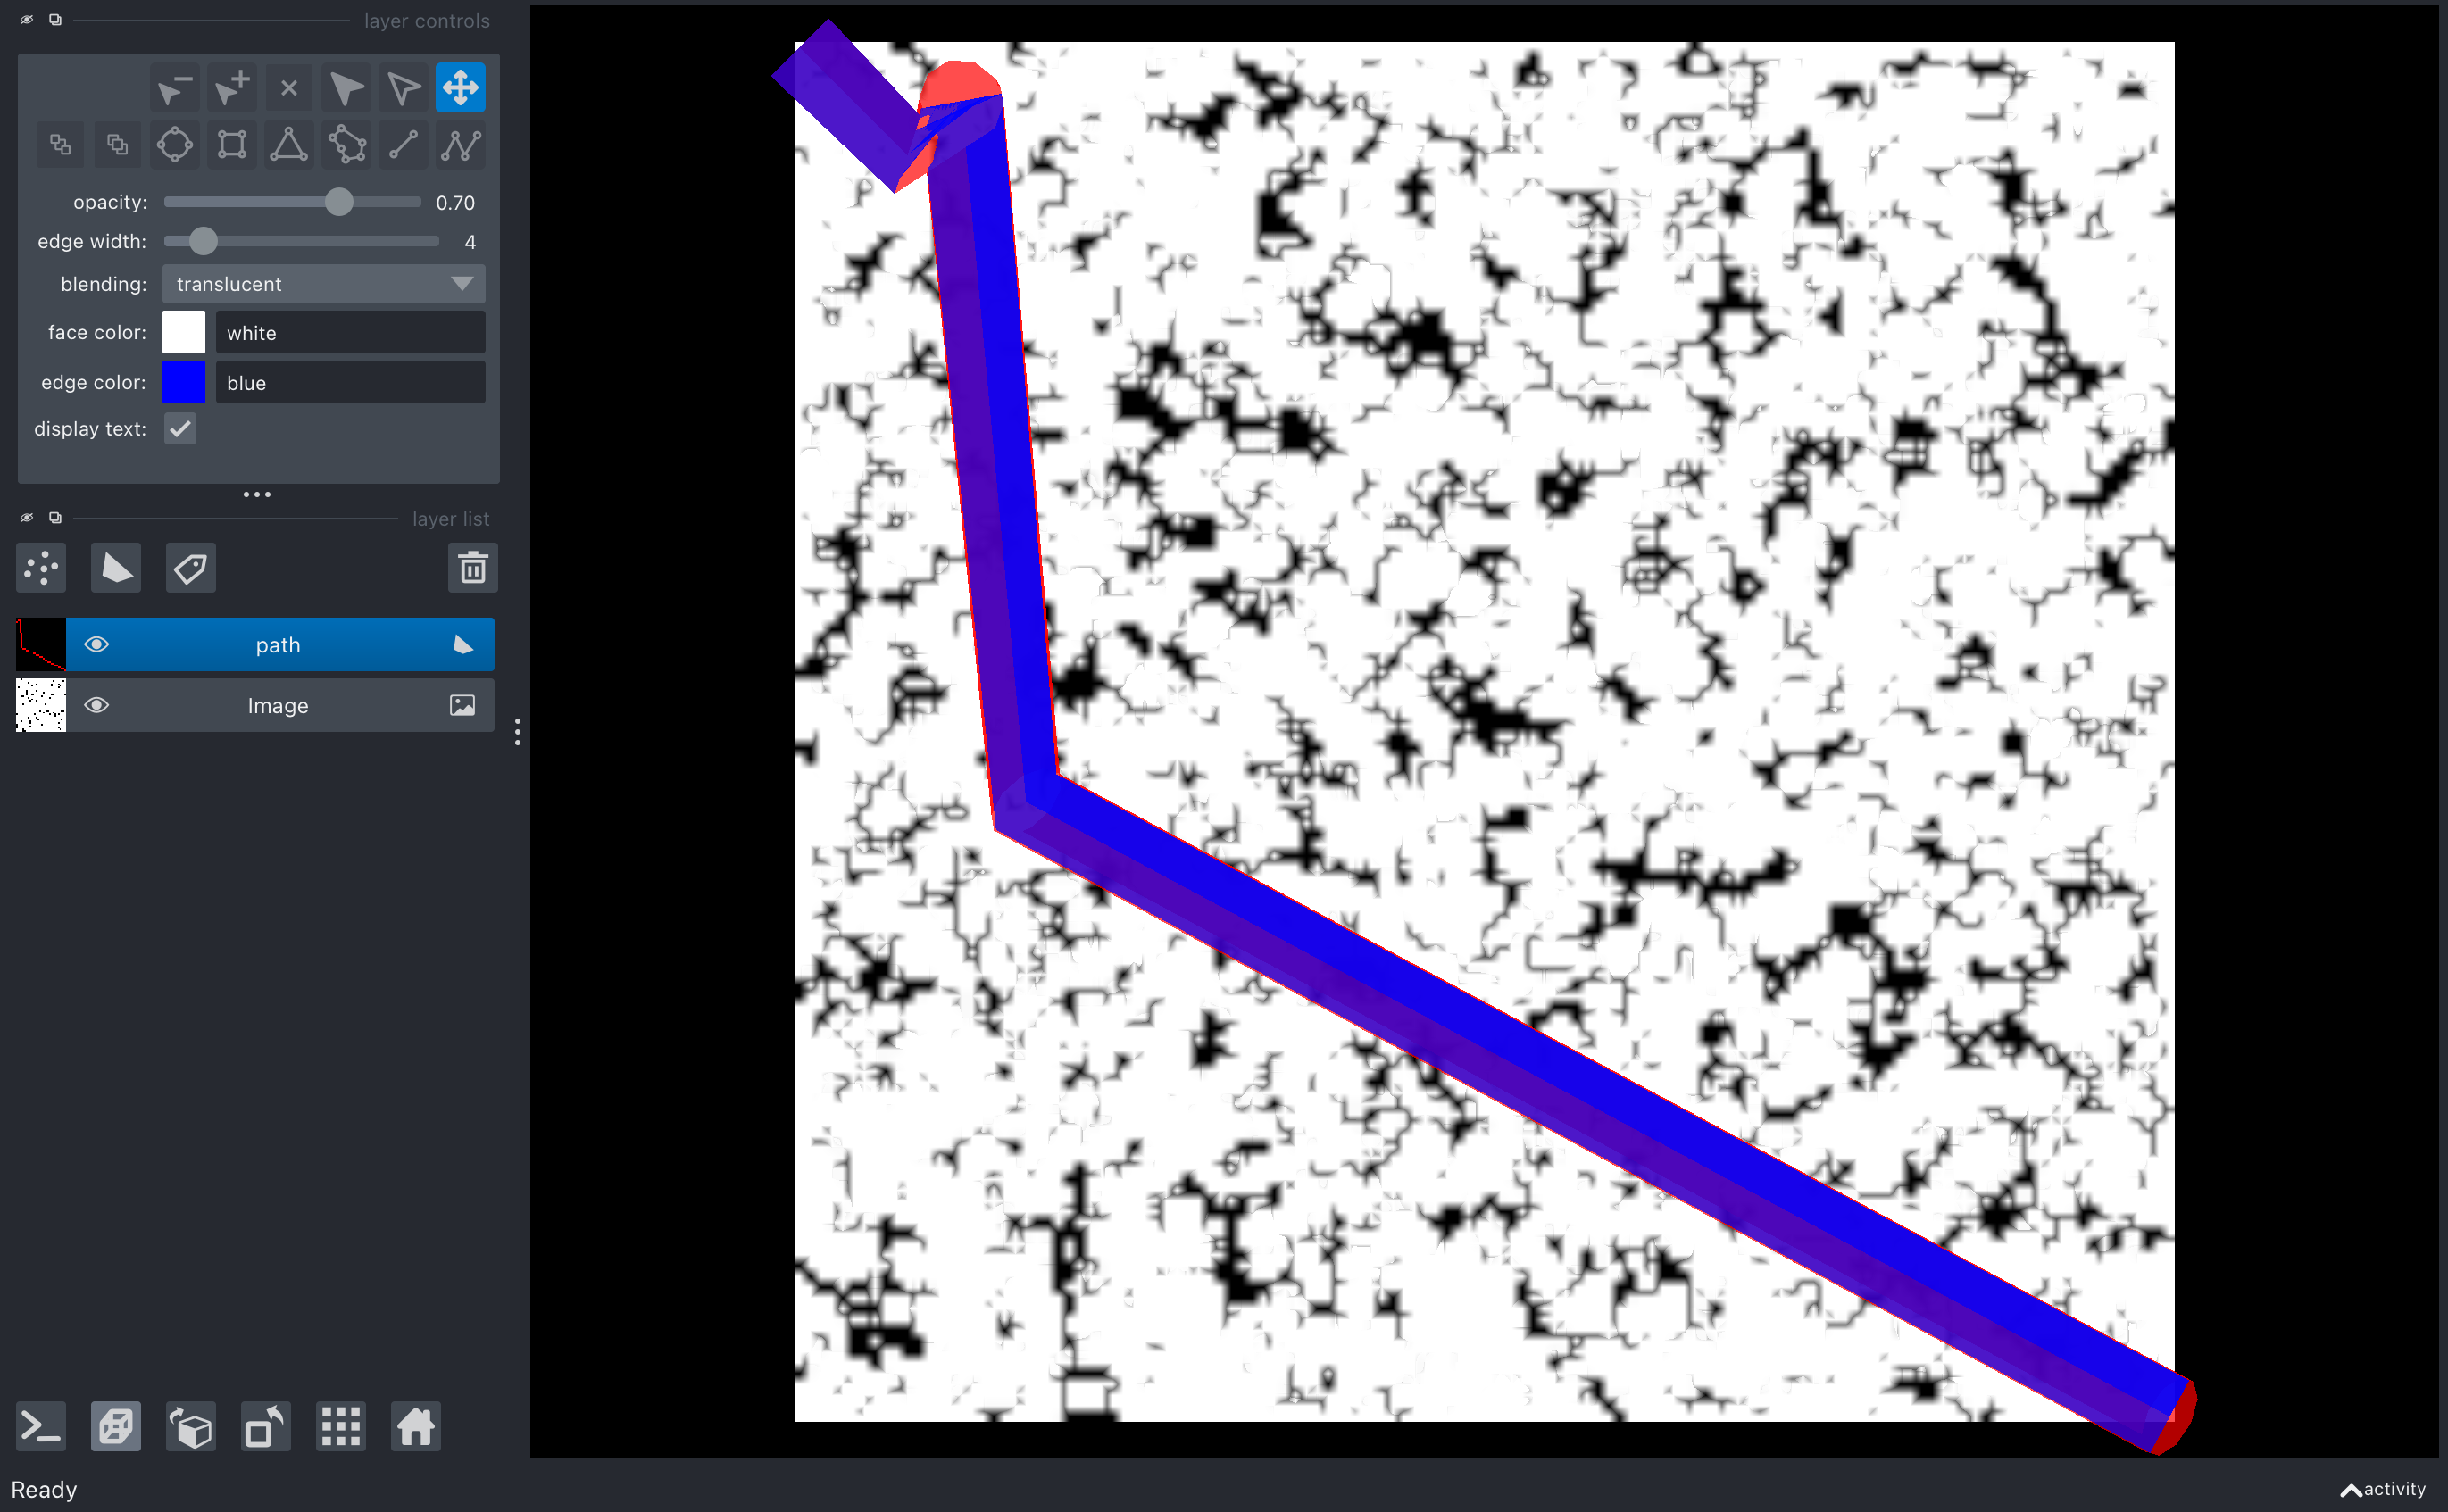 layer controls
opacity: 0.70
edge width: 4
blending: translucent
face color: white
edge color: blue
display text:
layer list
path
Image
Ready
activity